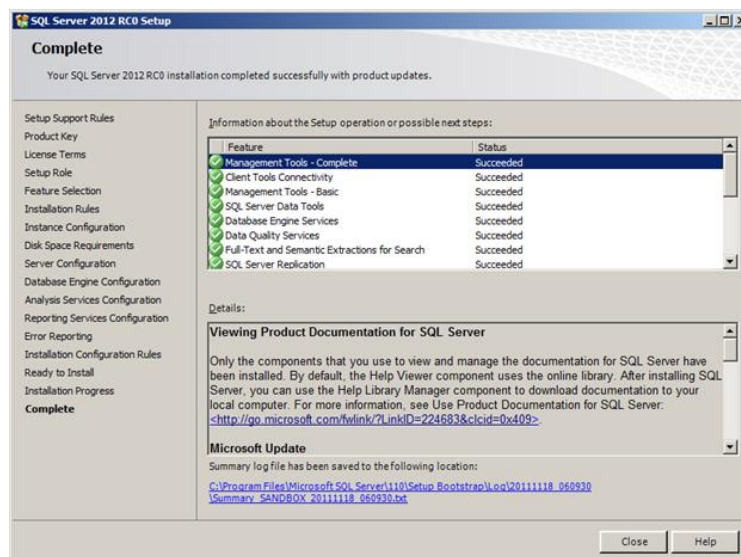 SQL Server 2012 RC0 Setup
Complete
Your SQL Server 2012 RC0 installation completed successfully with product updates.
Setup Support Rules
Product Key
License Terms
Setup Role
Feature Selection
Installation Rules
Instance Configuration
Disk Space Requirements
Server Configuration
Database Engine Configuration
Analysis Services Configuration
Reporting Services Configuration
Error Reporting
Installation Configuration Rules
Ready to Install
Installation Progress
Complete
Information about the Setup operation or possible next steps:
Feature Status
Management Tools - Complete Succeeded
Client Tools Connectivity Succeeded
Management Tools - Basic Succeeded
SQL Server Data Tools Succeeded
Database Engine Services Succeeded
Data Quality Services Succeeded
Full-Text and Semantic Extractions for Search Succeeded
SQL Server Replication Succeeded
Details:
Viewing Product Documentation for SQL Server
Only the components that you use to view and manage the documentation for SQL Server have
been installed. By default, the Help Viewer component uses the online library. After installing SQL
Server, you can use the Help Library Manager component to download documentation to your
local computer. For more information, see Use Product Documentation for SQL Server:
<http://go.microsoft.com/fwlink/?LinkID=224683&clcid=0x409>.
Microsoft Update
Summary log file has been saved to the following location:
C:\Program Files\Microsoft SQL Server\110\Setup Bootstrap\Log\20111118_060930
\Summary_SANDBOX_20111118_060930.txt
Close Help